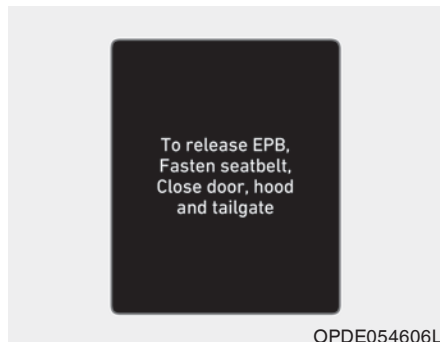 To release EPB,
Fasten seatbelt,
Close door, hood
and tailgate
OPDE054606L